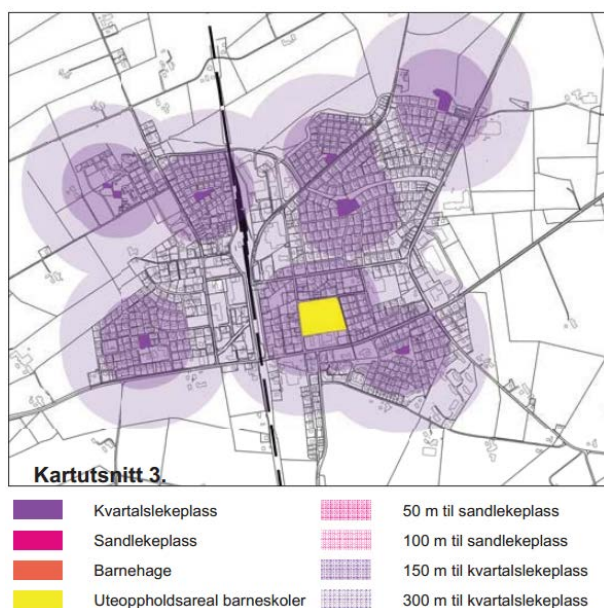 Kartutsnitt 3.
Kvartalslekeplass
Sandlekeplass
Barnehage
Uteoppholdsareal barneskoler
50 m til sandlekeplass
100 m til sandlekeplass
150 m til kvartalslekeplass
300 m til kvartalslekeplass